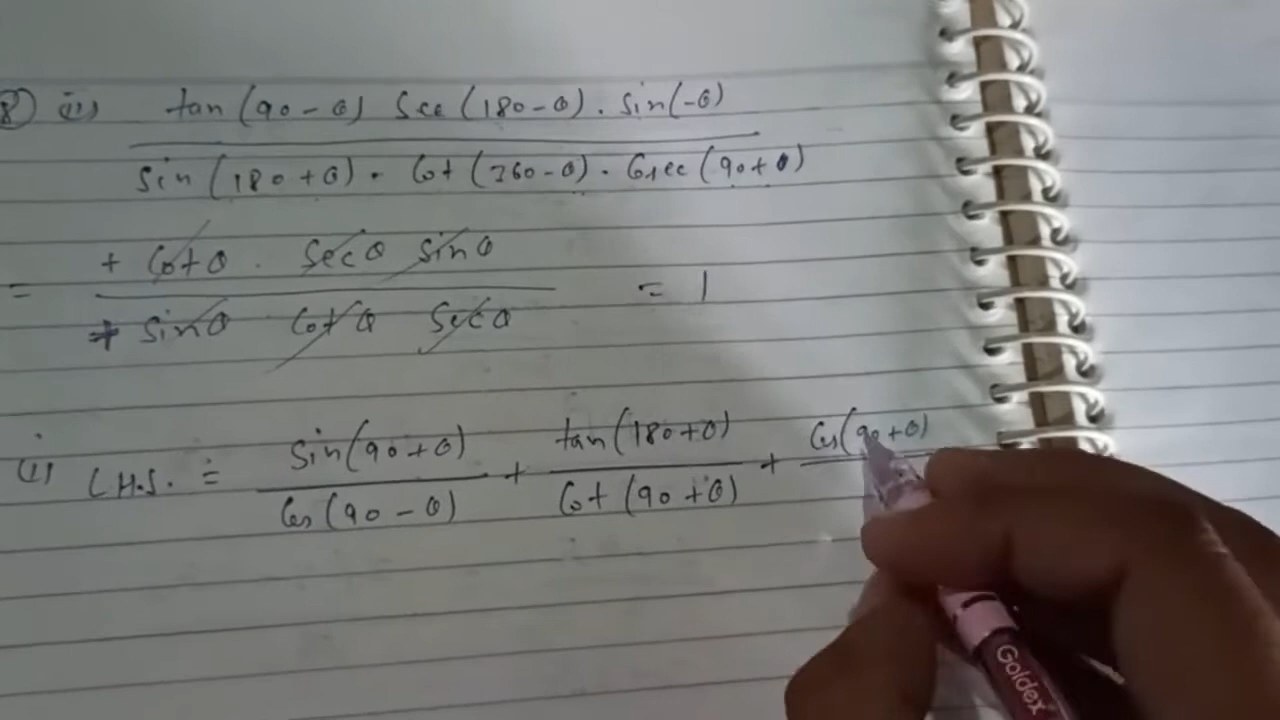 8) ii) tan(90-θ) sec(180-θ). sin(-θ)
sin(180+θ). Cot(360-θ). Cosec(90+θ)
= + Cotθ. Secθ sinθ = 1
+ sinθ Cotθ Secθ
i) L.H.S. = sin(90+θ) + tan(180+θ) + Cos(90+θ)
Cos(90-θ) Cot(90+θ)
Goldex